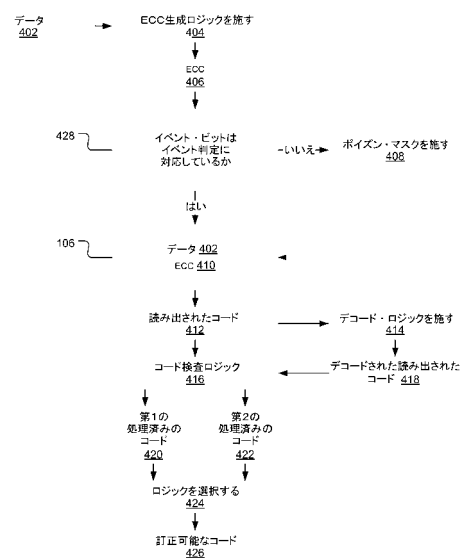 データ
402
ECC生成ロジックを施す
404
ECC
406
428
イベント・ビットは
イベント判定に
対応しているか
いいえ
ポイズン・マスクを施す
408
はい
106
データ 402
ECC 410
読み出されたコード
412
デコード・ロジックを施す
414
コード検査ロジック
416
デコードされた読み出された
コード 418
第1の
処理済みの
コード
420
第2の
処理済みの
コード
422
ロジックを選択する
424
訂正可能なコード
426